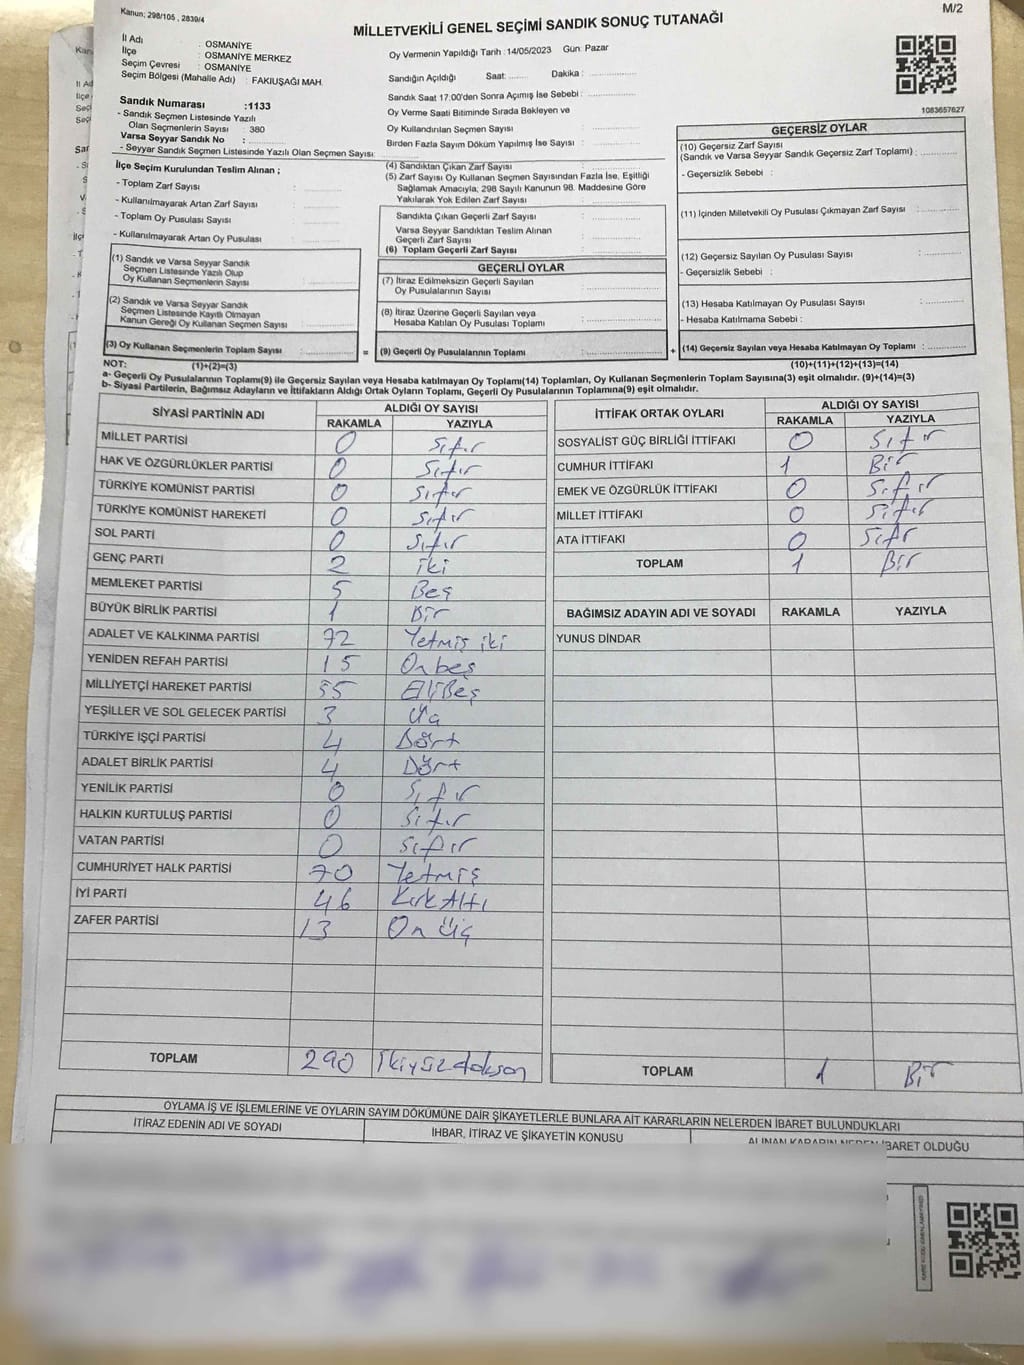 Kanun; 298/105 , 2839/4
M/2
MİLLETVEKİLİ GENEL SEÇİMİ SANDIK SONUÇ TUTANAĞI
İl Adı : OSMANİYE
İlçe : OSMANİYE MERKEZ
Seçim Çevresi : OSMANİYE
Seçim Bölgesi (Mahalle Adı) : FAKIUŞAĞI MAH.
Oy Vermenin Yapıldığı Tarih : 14/05/2023 Gün: Pazar
Sandığın Açıldığı Saat: ........ Dakika : ....................
Sandık Saat 17.00'den Sonra Açımış İse Sebebi : ....................
Oy Verme Saati Bitiminde Sırada Bekleyen ve
Oy Kullandırılan Seçmen Sayısı : ....................
Birden Fazla Sayım Döküm Yapılmış İse Sayısı : ....................
1083657627
Sandık Numarası :1133
- Sandık Seçmen Listesinde Yazılı
Olan Seçmenlerin Sayısı : 380
Varsa Seyyar Sandık No : ....................
- Seyyar Sandık Seçmen Listesinde Yazılı Olan Seçmen Sayısı:
İlçe Seçim Kurulundan Teslim Alınan ;
- Toplam Zarf Sayısı : ....................
- Kullanılmayarak Artan Zarf Sayısı : ....................
- Toplam Oy Pusulası Sayısı : ....................
- Kullanılmayarak Artan Oy Pusulası : ....................
(1) Sandık ve Varsa Seyyar Sandık
Seçmen Listesinde Yazılı Olup
Oy Kullanan Seçmenlerin Sayısı : ....................
(2) Sandık ve Varsa Seyyar Sandık
Seçmen Listesinde Kayıtlı Olmayan
Kanun Gereği Oy Kullanan Seçmen Sayısı : ....................
(3) Oy Kullanan Seçmenlerin Toplam Sayısı : .................... =
(4) Sandıktan Çıkan Zarf Sayısı : ....................
(5) Zarf Sayısı Oy Kullanan Seçmen Sayısından Fazla İse, Eşitliği
Sağlamak Amacıyla, 298 Sayılı Kanunun 98. Maddesine Göre
Yakılarak Yok Edilen Zarf Sayısı : ....................
Sandıkta Çıkan Geçerli Zarf Sayısı : ....................
Varsa Seyyar Sandıktan Teslim Alınan
Geçerli Zarf Sayısı : ....................
(6) Toplam Geçerli Zarf Sayısı : ....................
GEÇERLİ OYLAR
(7) İtiraz Edilmeksizin Geçerli Sayılan
Oy Pusulalarının Sayısı : ....................
(8) İtiraz Üzerine Geçerli Sayılan veya
Hesaba Katılan Oy Pusulası Toplamı : ....................
(9) Geçerli Oy Pusulalarının Toplamı : .................... +
GEÇERSİZ OYLAR
(10) Geçersiz Zarf Sayısı
(Sandık ve Varsa Seyyar Sandık Geçersiz Zarf Toplamı) : ............
- Geçersizlik Sebebi :
(11) İçinden Milletvekili Oy Pusulası Çıkmayan Zarf Sayısı : ............
(12) Geçersiz Sayılan Oy Pusulası Sayısı : ............
- Geçersizlik Sebebi :
(13) Hesaba Katılmayan Oy Pusulası Sayısı : ............
- Hesaba Katılmama Sebebi :
(14) Geçersiz Sayılan veya Hesaba Katılmayan Oy Toplamı : ............
NOT: (1)+(2)=(3) (10)+(11)+(12)+(13)=(14)
a- Geçerli Oy Pusulalarının Toplamı(9) ile Geçersiz Sayılan veya Hesaba katılmayan Oy Toplamı(14) Toplamları, Oy Kullanan Seçmenlerin Toplam Sayısına(3) eşit olmalıdır. (9)+(14)=(3)
b- Siyasi Partilerin, Bağımsız Adayların ve İttifakların Aldığı Ortak Oyların Toplamı, Geçerli Oy Pusulalarının Toplamına(9) eşit olmalıdır.
SİYASİ PARTİNİN ADI ALDIĞI OY SAYISI
RAKAMLA YAZIYLA
MİLLET PARTİSİ 0 Sıfır
HAK VE ÖZGÜRLÜKLER PARTİSİ 0 Sıfır
TÜRKİYE KOMÜNİST PARTİSİ 0 Sıfır
TÜRKİYE KOMÜNİST HAREKETİ 0 Sıfır
SOL PARTİ 0 Sıfır
GENÇ PARTİ 2 iki
MEMLEKET PARTİSİ 5 Beş
BÜYÜK BİRLİK PARTİSİ 1 Bir
ADALET VE KALKINMA PARTİSİ 72 Yetmiş iki
YENİDEN REFAH PARTİSİ 15 Onbeş
MİLLİYETÇİ HAREKET PARTİSİ 55 ElliBeş
YEŞİLLER VE SOL GELECEK PARTİSİ 3 Üç
TÜRKİYE İŞÇİ PARTİSİ 4 Dört
ADALET BİRLİK PARTİSİ 4 Dört
YENİLİK PARTİSİ 0 Sıfır
HALKIN KURTULUŞ PARTİSİ 0 Sıfır
VATAN PARTİSİ 0 Sıfır
CUMHURİYET HALK PARTİSİ 70 Yetmiş
İYİ PARTİ 46 Kırk Altı
ZAFER PARTİSİ 13 On Üç
TOPLAM 290 İkiyüzdoksan
İTTİFAK ORTAK OYLARI ALDIĞI OY SAYISI
RAKAMLA YAZIYLA
SOSYALİST GÜÇ BİRLİĞİ İTTİFAKI 0 Sıfır
CUMHUR İTTİFAKI 1 Bir
EMEK VE ÖZGÜRLÜK İTTİFAKI 0 Sıfır
MİLLET İTTİFAKI 0 Sıfır
ATA İTTİFAKI 0 Sıfır
TOPLAM 1 Bir
BAĞIMSIZ ADAYIN ADI VE SOYADI RAKAMLA YAZIYLA
YUNUS DİNDAR
TOPLAM 1 Bir
OYLAMA İŞ VE İŞLEMLERİNE VE OYLARIN SAYIM DÖKÜMÜNE DAİR ŞİKAYETLERLE BUNLARA AİT KARARLARIN NELERDEN İBARET BULUNDUKLARI
İTİRAZ EDENİN ADI VE SOYADI İHBAR, İTİRAZ VE ŞİKAYETİN KONUSU ALINAN KARARIN NEDEN İBARET OLDUĞU